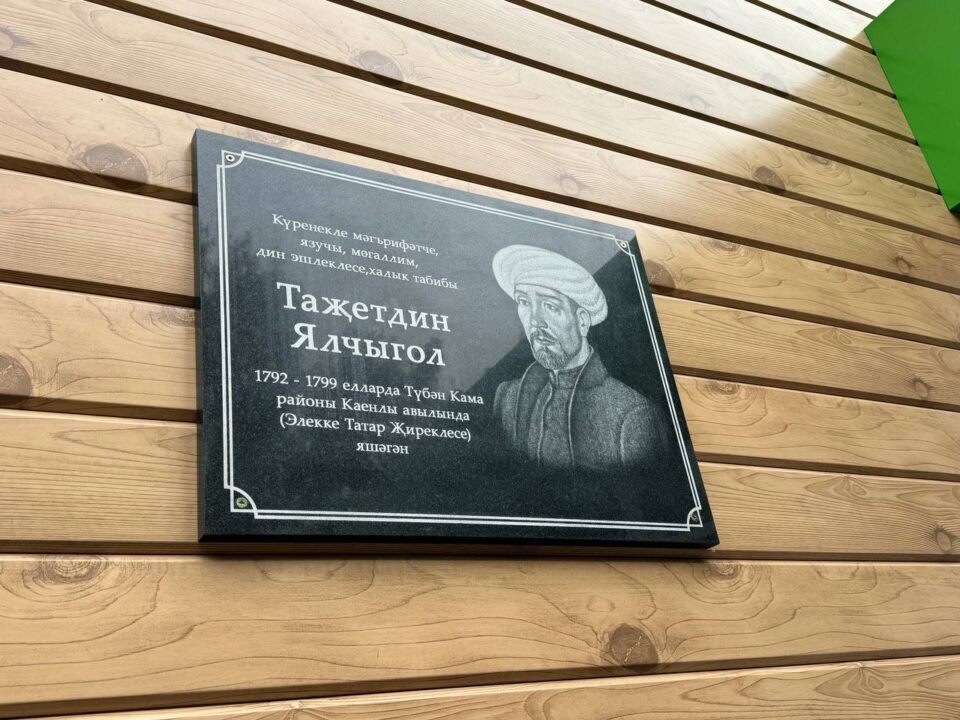 Күренекле мәгърифәтче,
язучы, мөгаллим,
дин эшлеклесе,халык табибы
Таҗетдин
Ялчыгол
1792 - 1799 елларда Түбән Кама
районы Каенлы авылында
(Элекке Татар Җиреклесе)
яшәгән